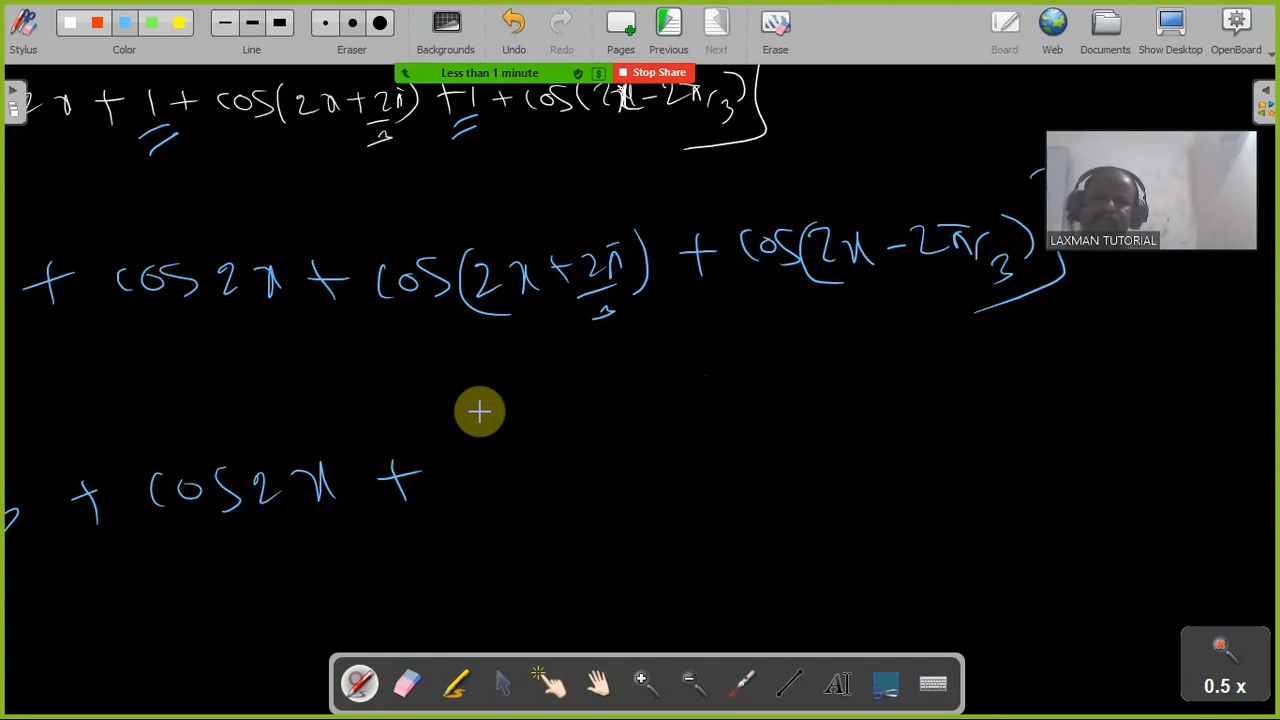 Stylus Color Line Eraser Backgrounds Undo Redo Pages Previous Next Erase Board Web Documents Show Desktop OpenBoard
Less than 1 minute $ Stop Share
2x + 1 + cos(2x + 2π/3) + 1 + cos(2x - 2π/3)]
LAXMAN TUTORIAL
+ cos 2x + cos(2x + 2π/3) + cos(2x - 2π/3)]
+ cos 2x +
0.5 x